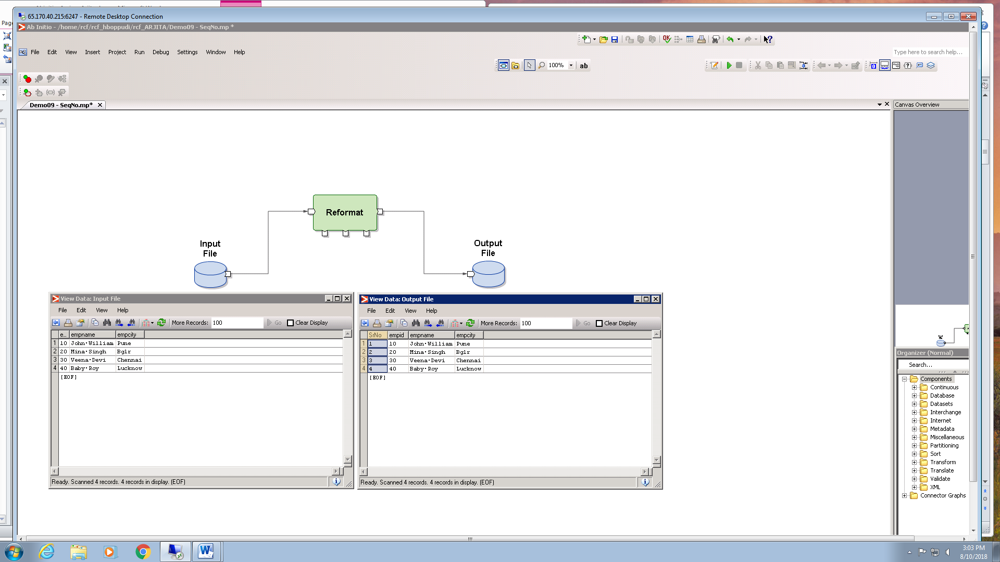 65.170.40.215:6247 - Remote Desktop Connection
Page
Ab Initio - /home/rcf/rcf_hboppudi/rcf_ARJITA/Demo09 - SeqNo.mp *
OK
File Edit View Insert Project Run Debug Settings Window Help
Type here to search help...
100% ab
Demo09 - SeqNo.mp*
Canvas Overview
Reformat
Input
File
Output
File
View Data: Input File
File Edit View Help
More Records: 100 Go Clear Display
e... empname empcity
1 10 John·William Pune
2 20 Mina·Singh Bglr
3 30 Veena·Devi Chennai
4 40 Baby·Roy Lucknow
[EOF]
Ready. Scanned 4 records. 4 records in display. (EOF)
View Data: Output File
File Edit View Help
More Records: 100 Go Clear Display
SrNo empid empname empcity
1 1 10 John·William Pune
2 2 20 Mina·Singh Bglr
3 3 30 Veena·Devi Chennai
4 4 40 Baby·Roy Lucknow
[EOF]
Ready. Scanned 4 records. 4 records in display. (EOF)
Organizer (Normal)
Search...
Components
Continuous
Database
Datasets
Interchange
Internet
Metadata
Miscellaneous
Partitioning
Sort
Transform
Translate
Validate
XML
Connector Graphs
3:03 PM
8/10/2018